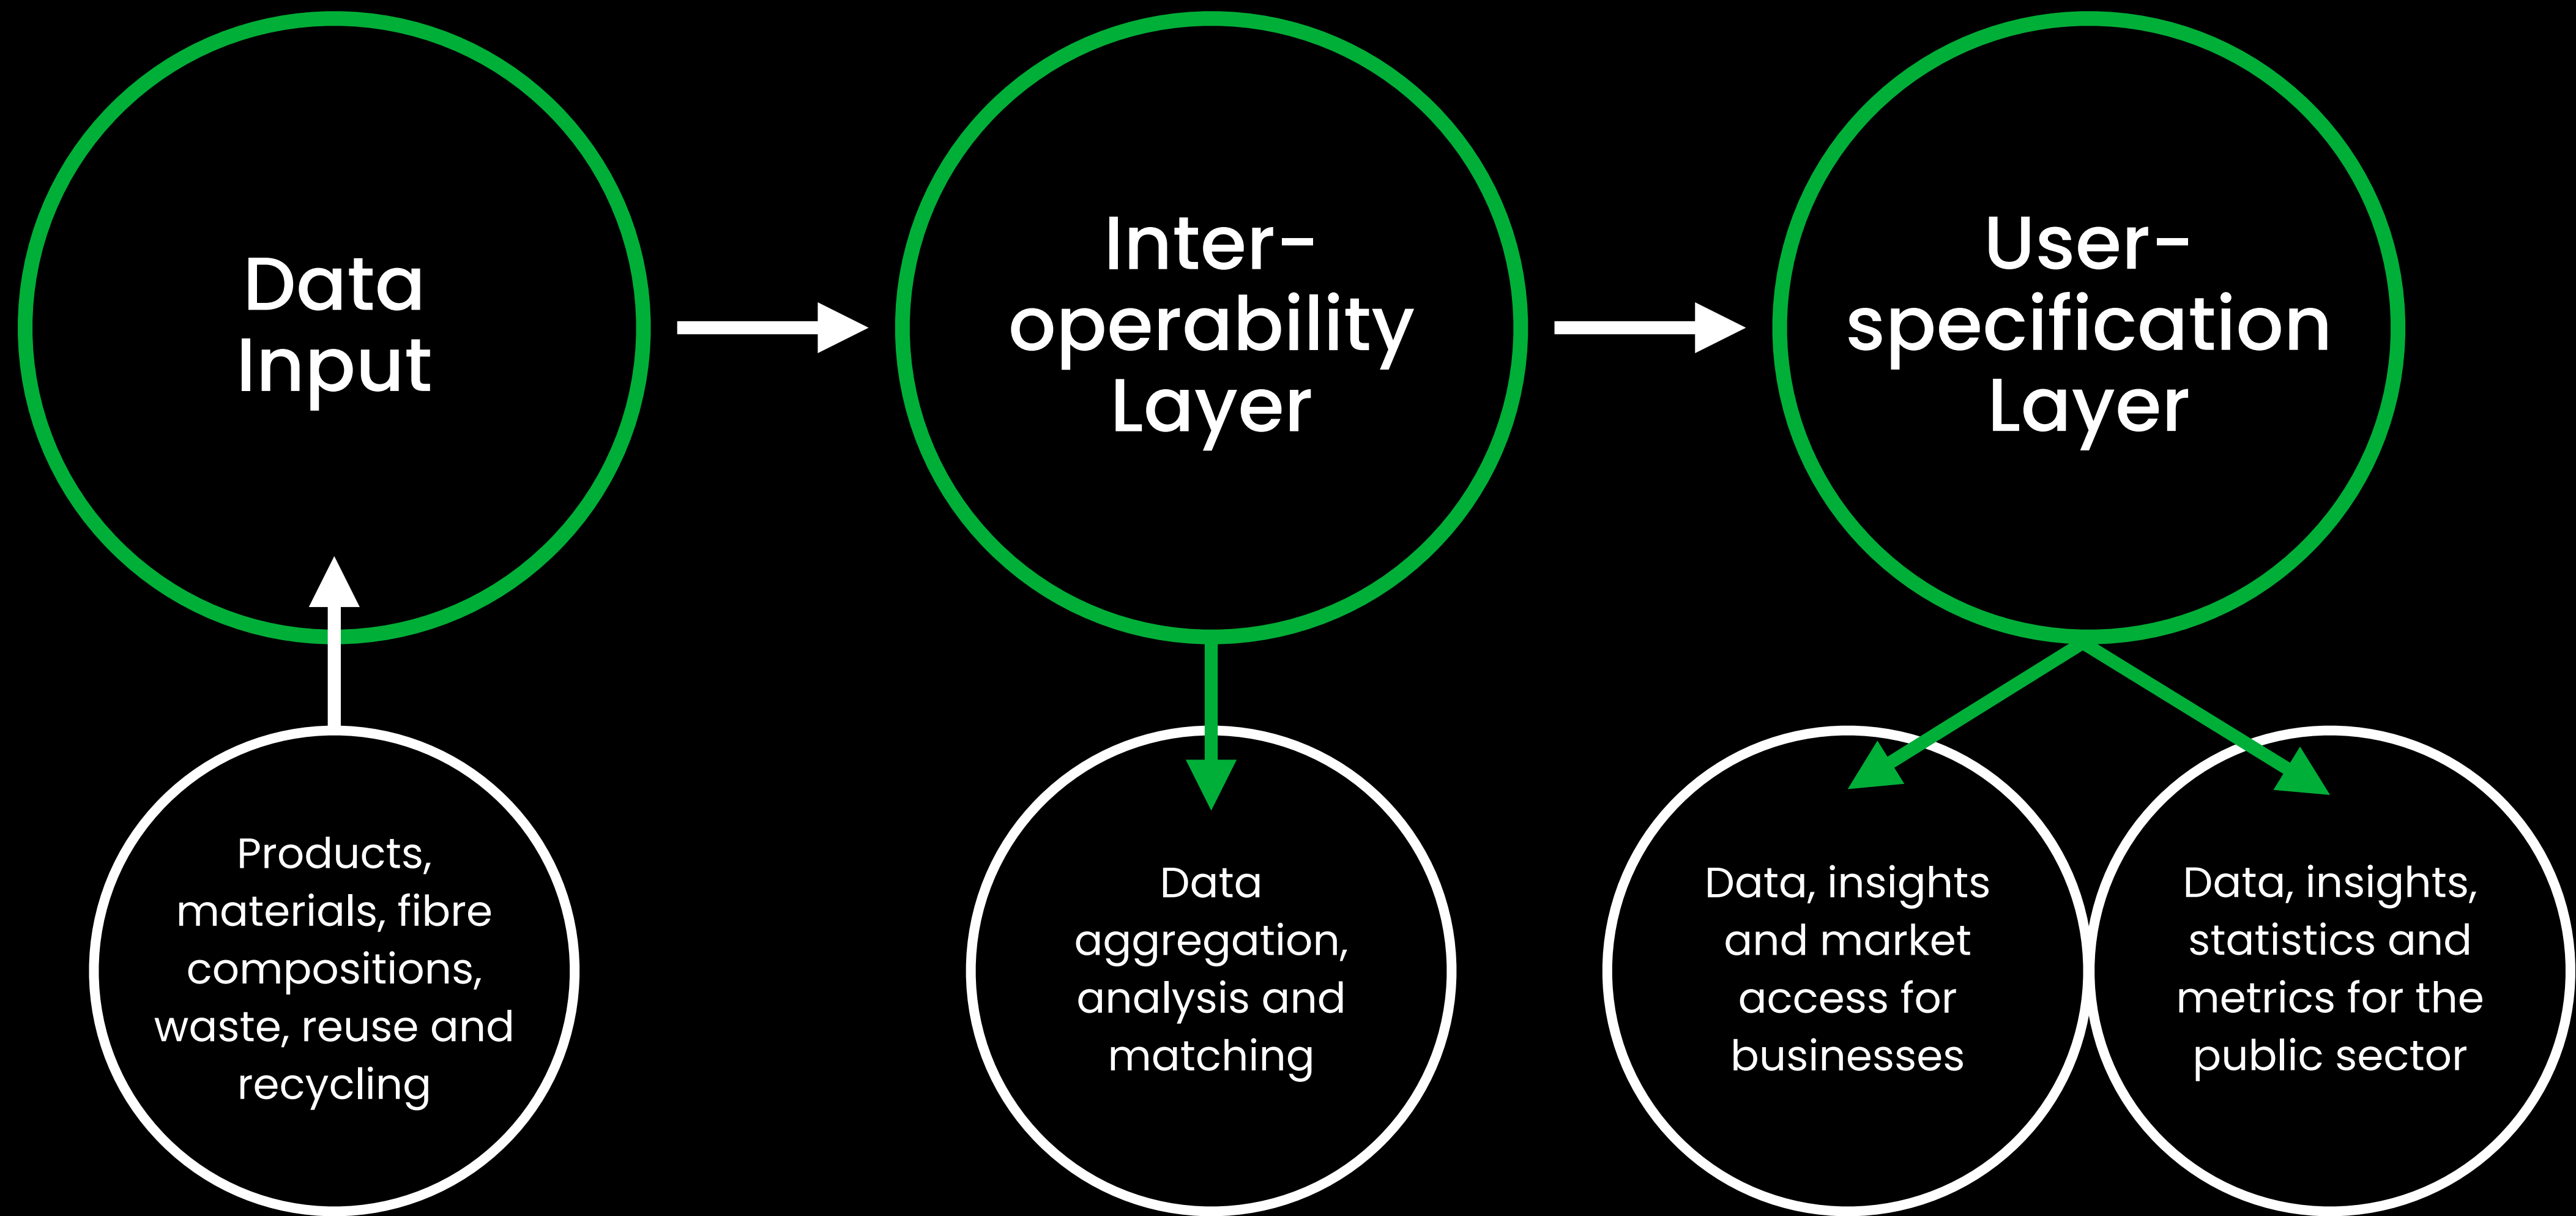 Data
Input
Inter-
operability
Layer
User-
specification
Layer
Products,
materials, fibre
compositions,
waste, reuse and
recycling
Data
aggregation,
analysis and
matching
Data, insights
and market
access for
businesses
Data, insights,
statistics and
metrics for the
public sector